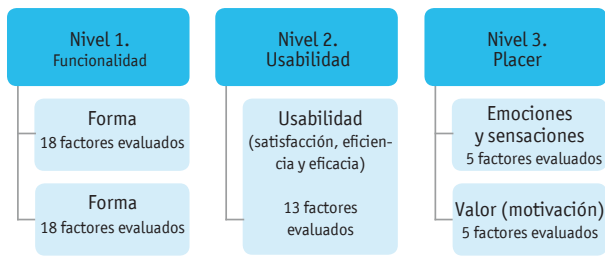 Nivel 1.
Funcionalidad
Forma
18 factores evaluados
Forma
18 factores evaluados
Nivel 2.
Usabilidad
Usabilidad
(satisfacción, eficien-
cia y eficacia)
13 factores
evaluados
Nivel 3.
Placer
Emociones
y sensaciones
5 factores evaluados
Valor (motivación)
5 factores evaluados